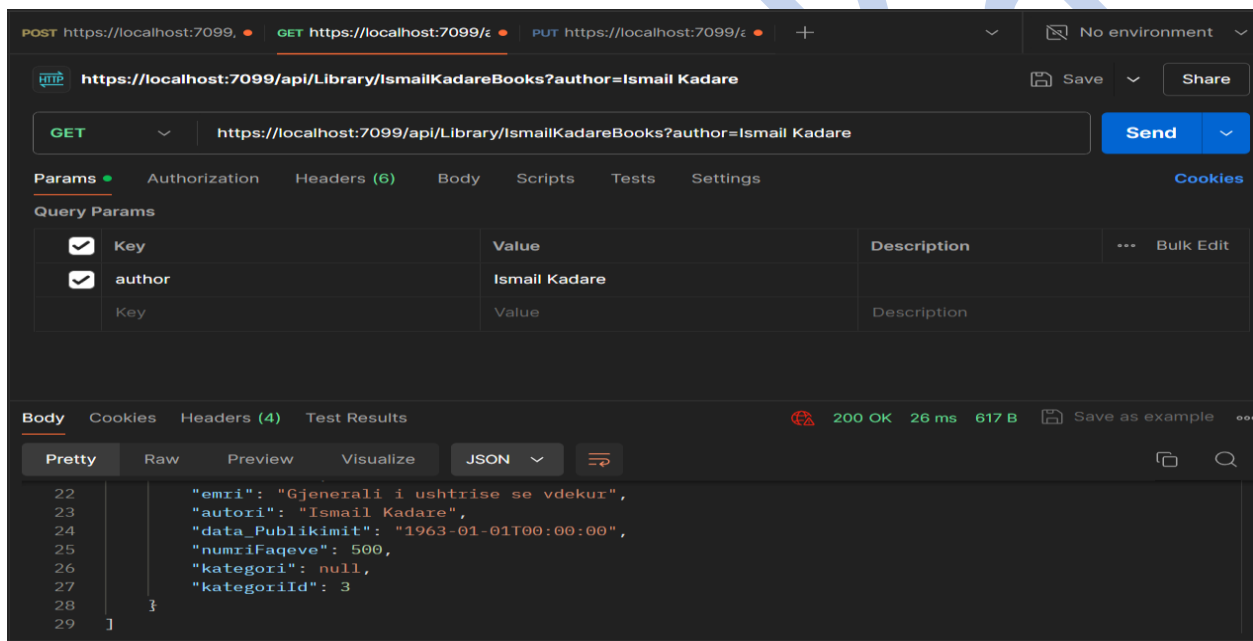 POST https://localhost:7099, GET https://localhost:7099/a PUT https://localhost:7099/a + No environment
HTTP https://localhost:7099/api/Library/IsmailKadareBooks?author=Ismail Kadare Save Share
GET https://localhost:7099/api/Library/IsmailKadareBooks?author=Ismail Kadare Send
Params Authorization Headers (6) Body Scripts Tests Settings Cookies
Query Params
Key Value Description ••• Bulk Edit
author Ismail Kadare
Key Value Description
Body Cookies Headers (4) Test Results 200 OK 26 ms 617 B Save as example
Pretty Raw Preview Visualize JSON
22 "emri": "Gjenerali i ushtrise se vdekur",
23 "autori": "Ismail Kadare",
24 "data_Publikimit": "1963-01-01T00:00:00",
25 "numriFaqeve": 500,
26 "kategori": null,
27 "kategoriId": 3
28 }
29 ]